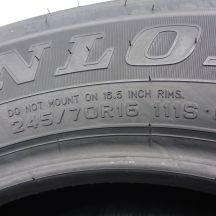 NLO
DO NOT MOUNT ON 16.5 INCH RIMS.
245/70R16 111S